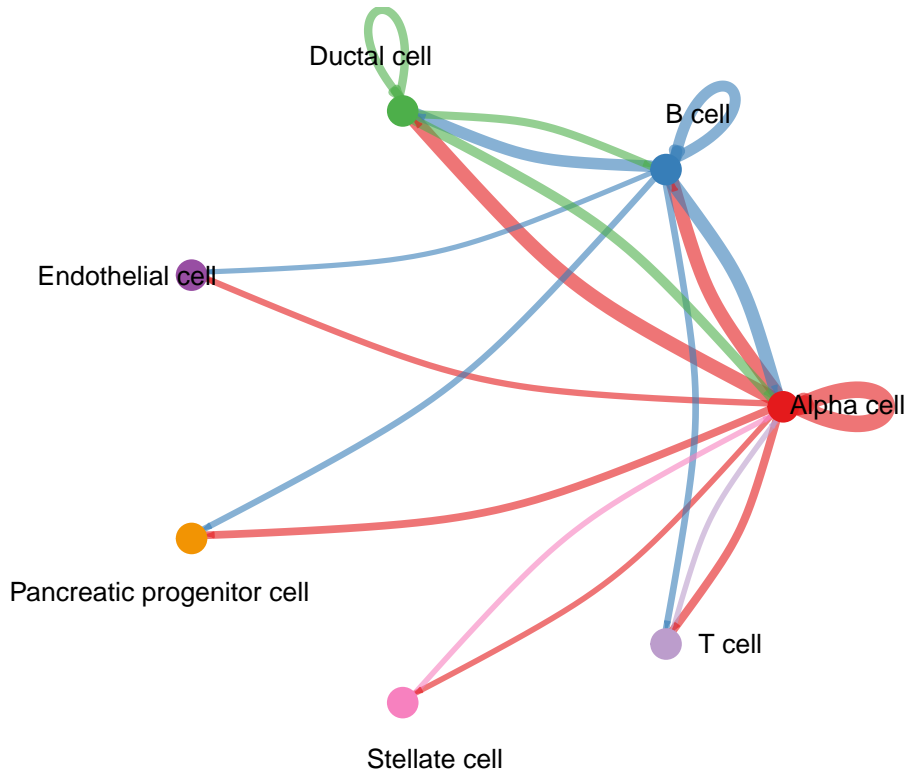 Ductal cell
B cell
Endothelial cell
Alpha cell
Pancreatic progenitor cell
T cell
Stellate cell